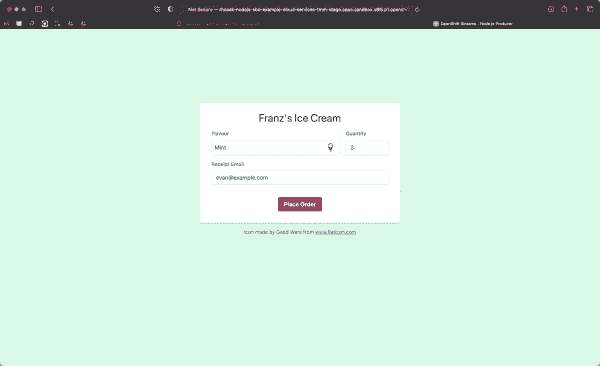 Not Secure —
OpenShift Streams - Node.js Producer
Franz's Ice Cream
Flavour Quantity
Mint 3
Receipt Email
evan@example.com
Place Order
Icon made by Good Ware from www.flaticon.com